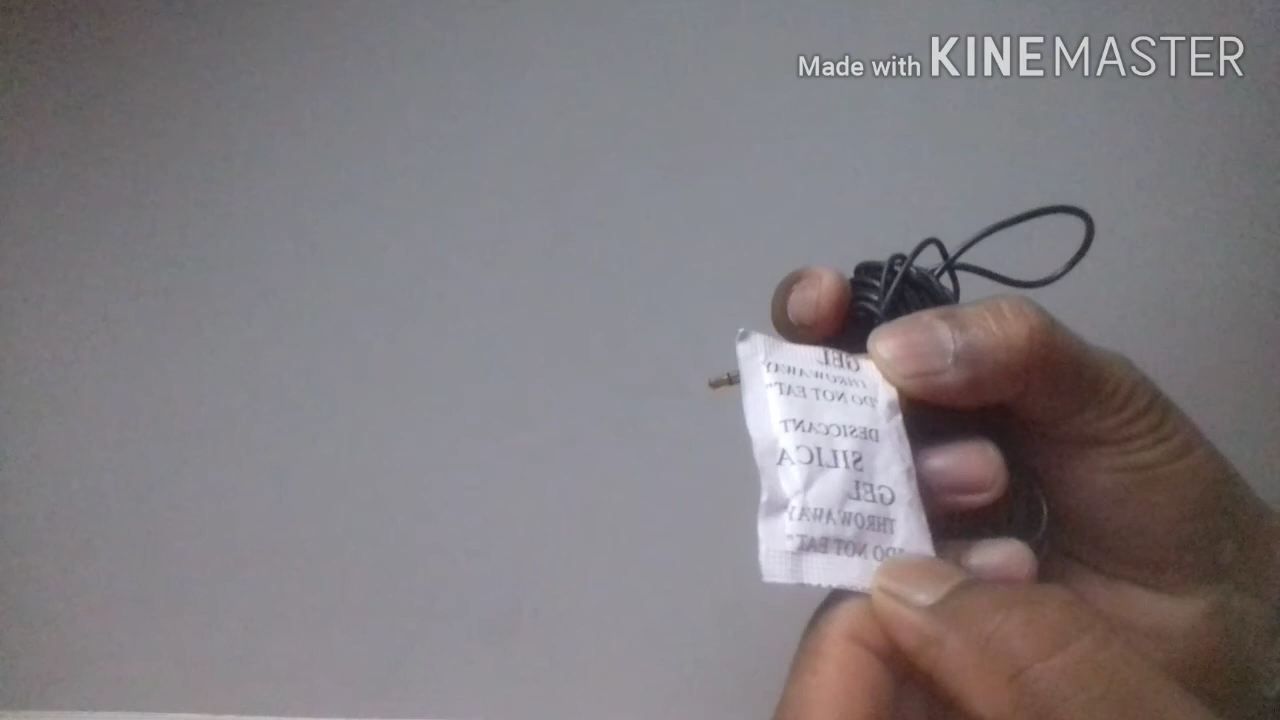 Made with KINEMASTER
GEL
THROW AWAY
"DO NOT EAT"
DESICCANT
SILICA
GEL
THROW AWAY
"DO NOT EAT"